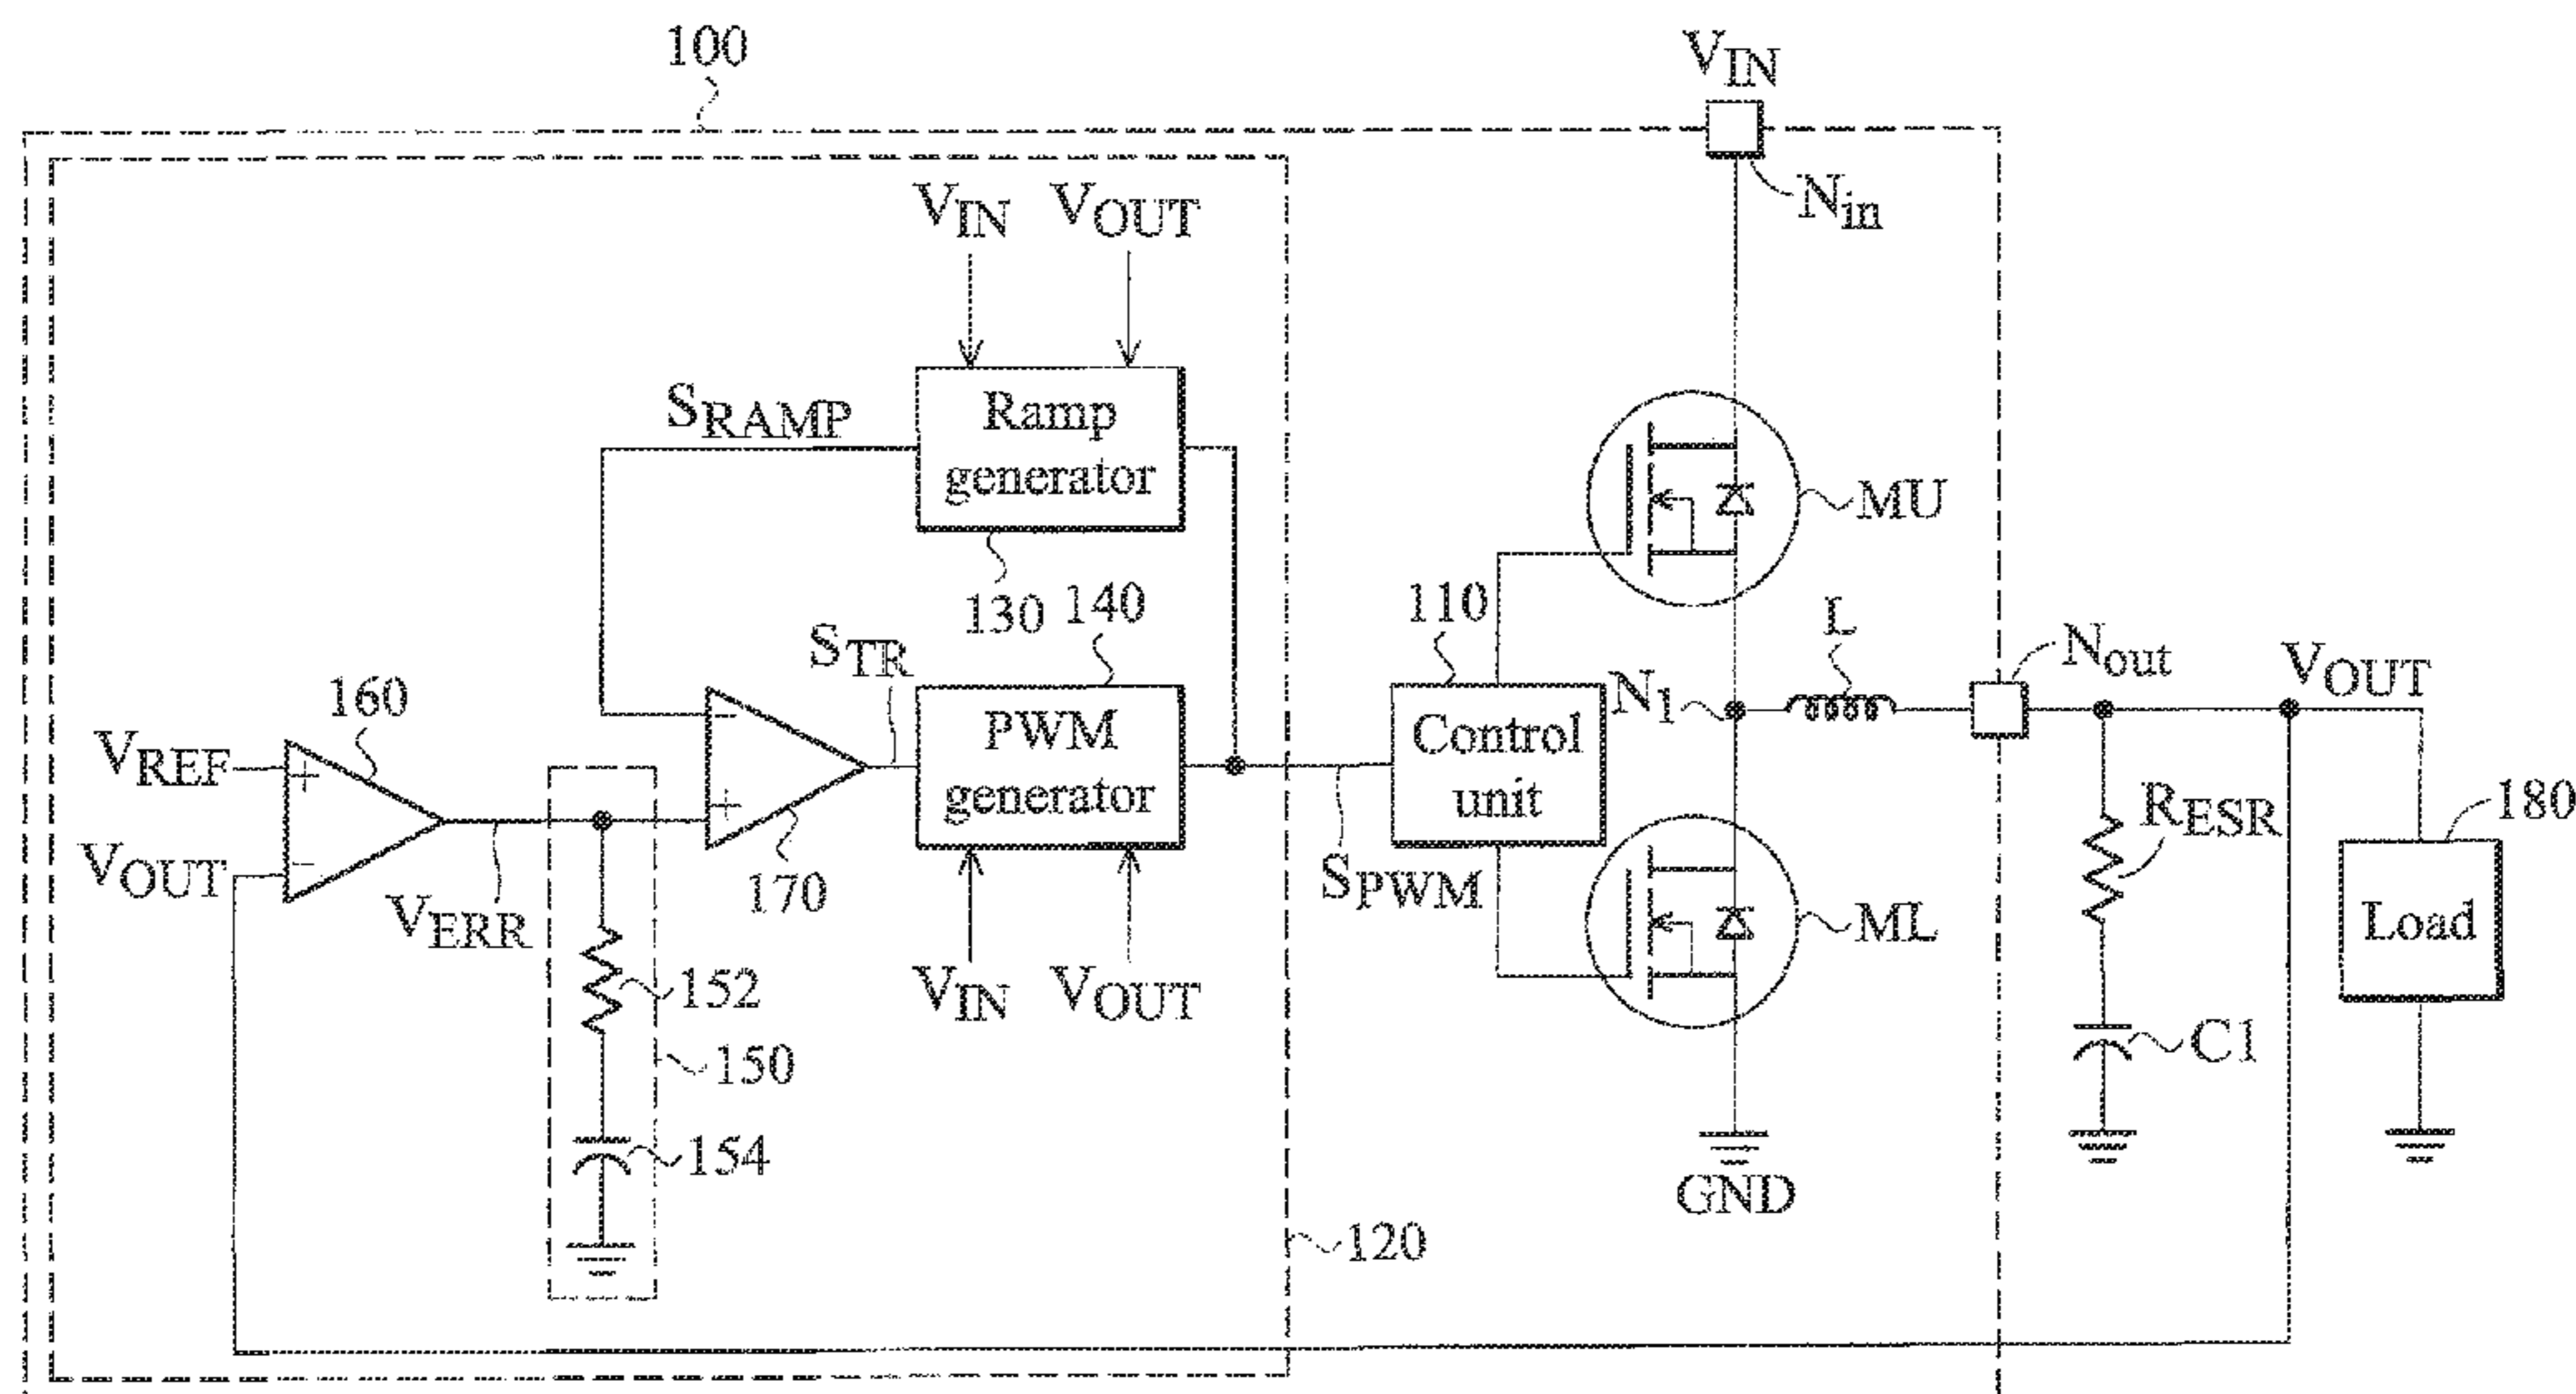 100
VIN
Nin
VIN VOUT
SRAMP
Ramp
generator
130
140
STR
PWM
generator
VIN VOUT
160
VREF
+
−
VOUT
VERR
−
+
170
152
150
154
120
110
Control
unit
SPWM
MU
N1
L
Nout
VOUT
ML
GND
RESR
C1
180
Load